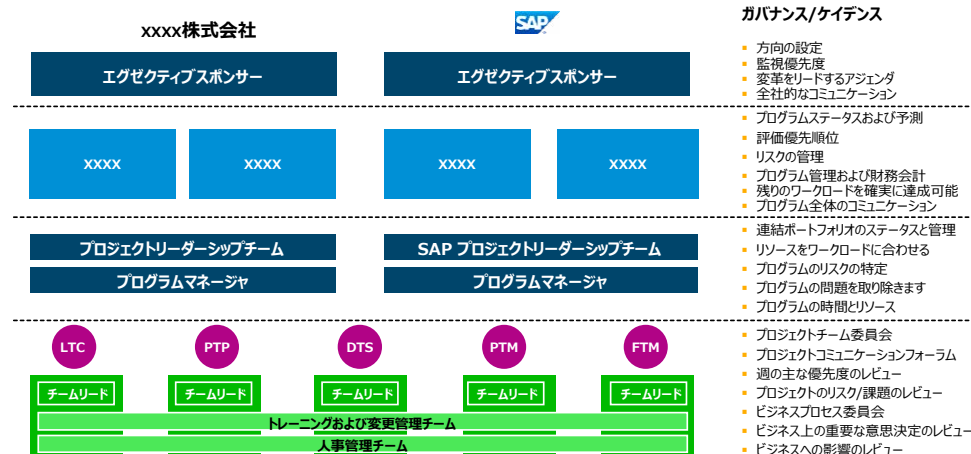 xxxx株式会社
SAP
ガバナンス/ケイデンス
エグゼクティブスポンサー
エグゼクティブスポンサー
方向の設定
監視優先度
変革をリードするアジェンダ
全社的なコミュニケーション
xxxx
xxxx
xxxx
xxxx
プログラムステータスおよび予測
評価優先順位
リスクの管理
プログラム管理および財務会計
残りのワークロードを確実に達成可能
プログラム全体のコミュニケーション
プロジェクトリーダーシップチーム
SAP プロジェクトリーダーシップチーム
プログラムマネージャ
プログラムマネージャ
連結ポートフォリオのステータスと管理
リソースをワークロードに合わせる
プログラムのリスクの特定
プログラムの問題を取り除きます
プログラムの時間とリソース
LTC
PTP
DTS
PTM
FTM
チームリード
チームリード
チームリード
チームリード
チームリード
トレーニングおよび変更管理チーム
人事管理チーム
プロジェクトチーム委員会
プロジェクトコミュニケーションフォーラム
週の主な優先度のレビュー
プロジェクトのリスク/課題のレビュー
ビジネスプロセス委員会
ビジネス上の重要な意思決定のレビュー
ビジネスへの影響のレビュー